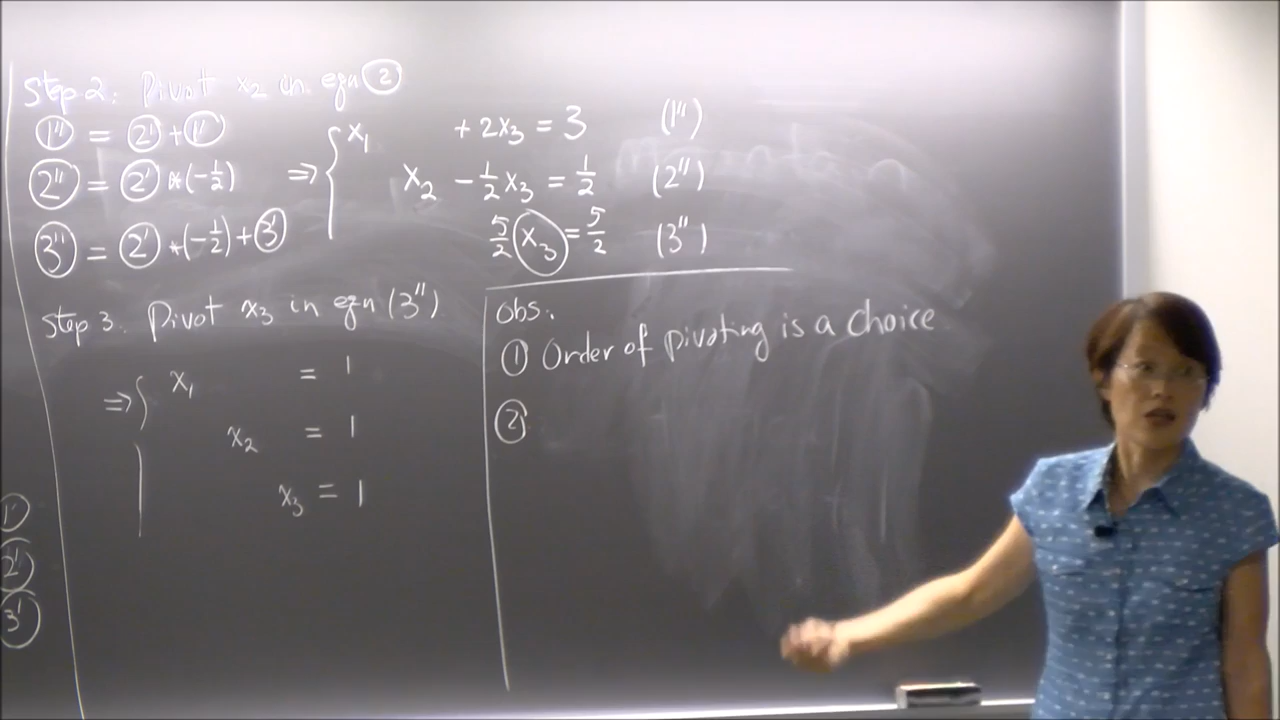 Step 2: Pivot x₂ in eqn ②
①'' = ②' + ①'
②'' = ②' * (-1/2)
③'' = ②' * (-1/2) + ③'
⇒ { x₁ + 2x₃ = 3 (1'')
x₂ - 1/2 x₃ = 1/2 (2'')
5/2 x₃ = 5/2 (3'')
Step 3: Pivot x₃ in eqn (3'')
⇒ { x₁ = 1
x₂ = 1
x₃ = 1
Obs:
① Order of pivoting is a choice
②
①'
②'
③'